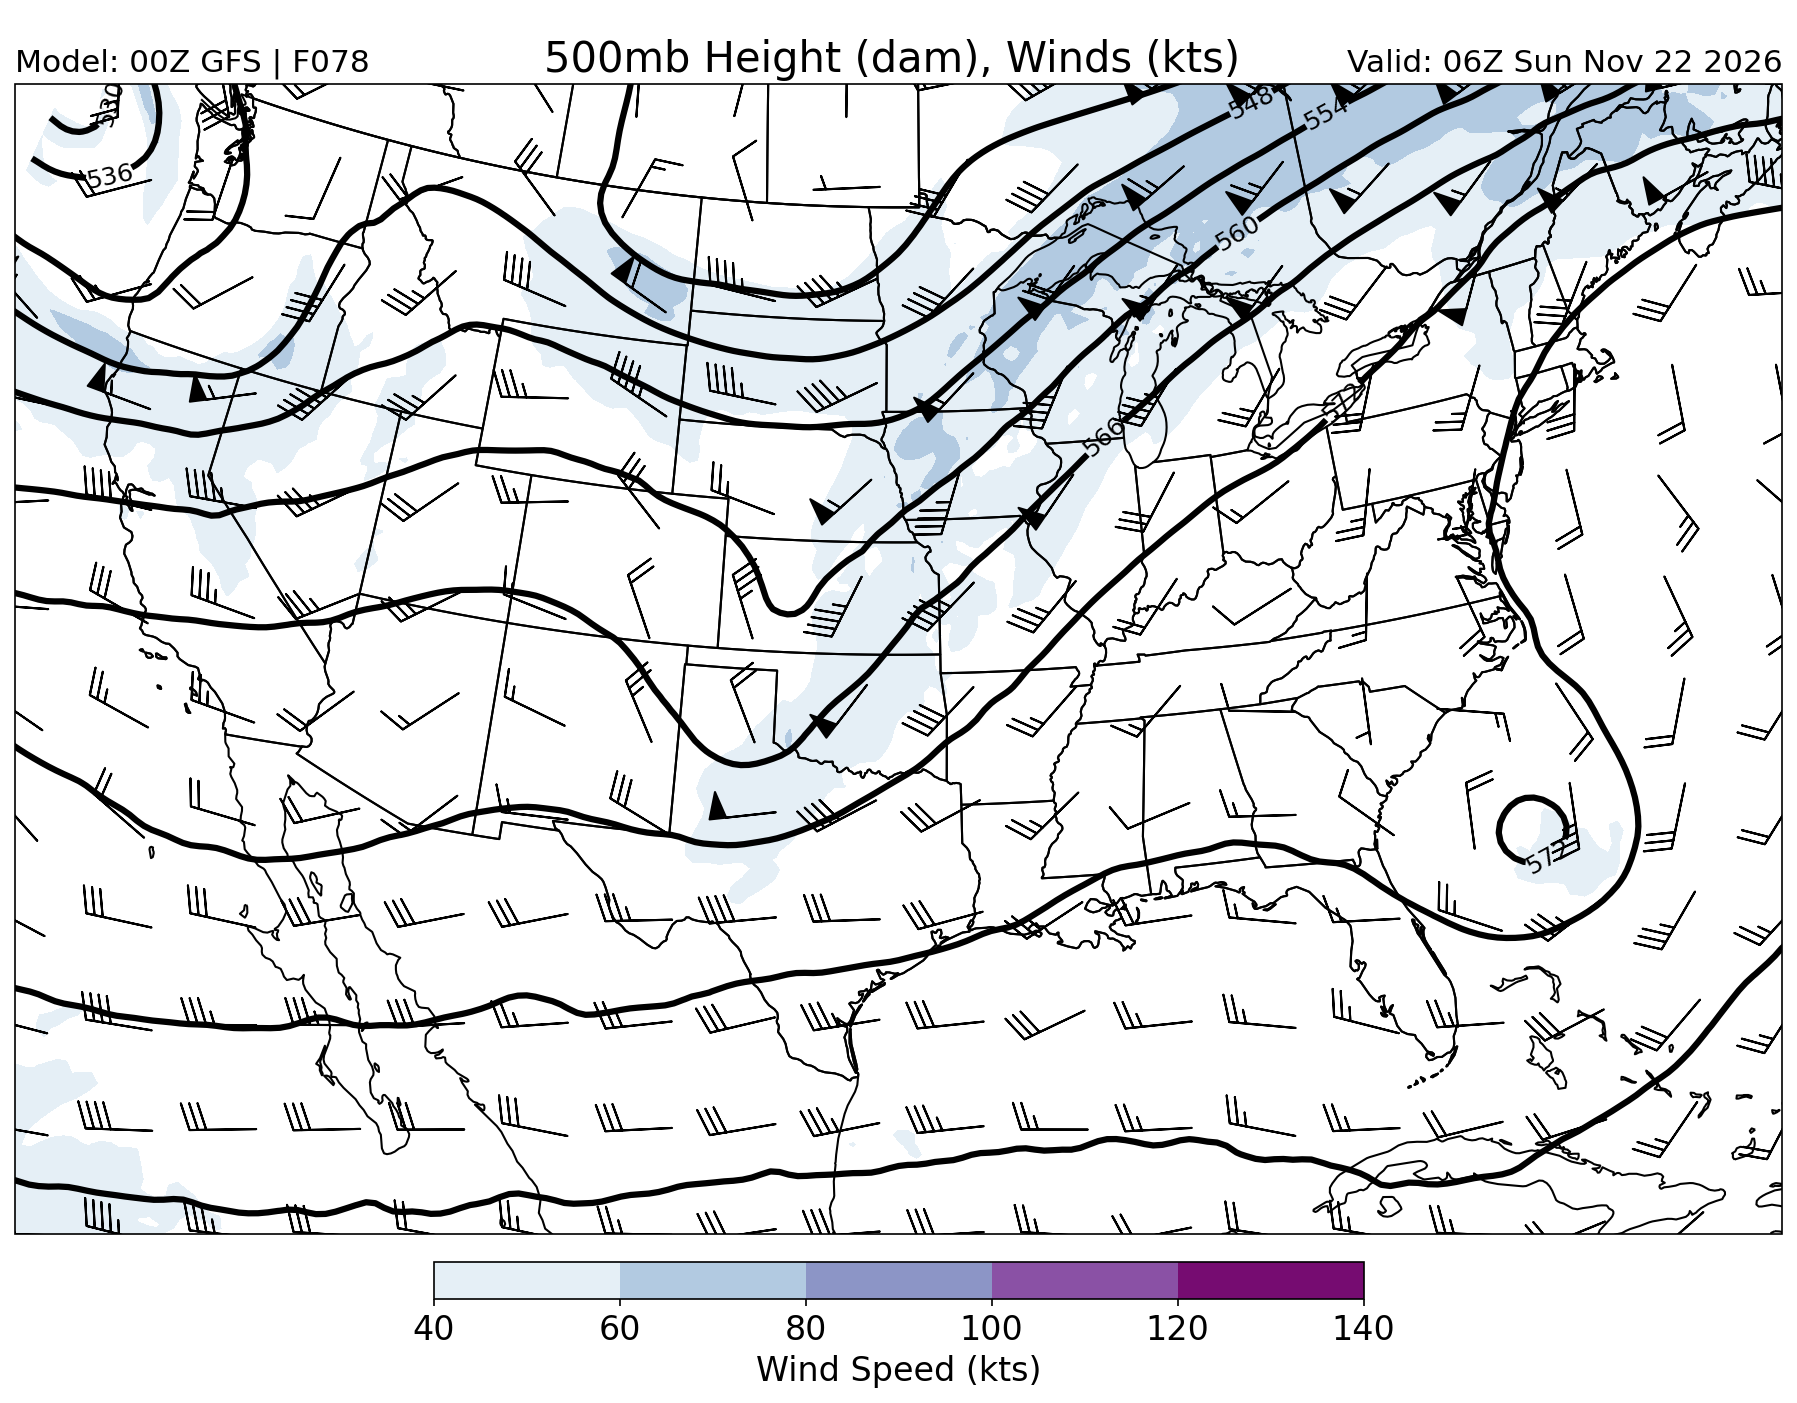 Model: 00Z GFS | F078
500mb Height (dam), Winds (kts)
Valid: 06Z Sun Nov 22 2026
530
548
554
536
560
566
572
40 60 80 100 120 140
Wind Speed (kts)